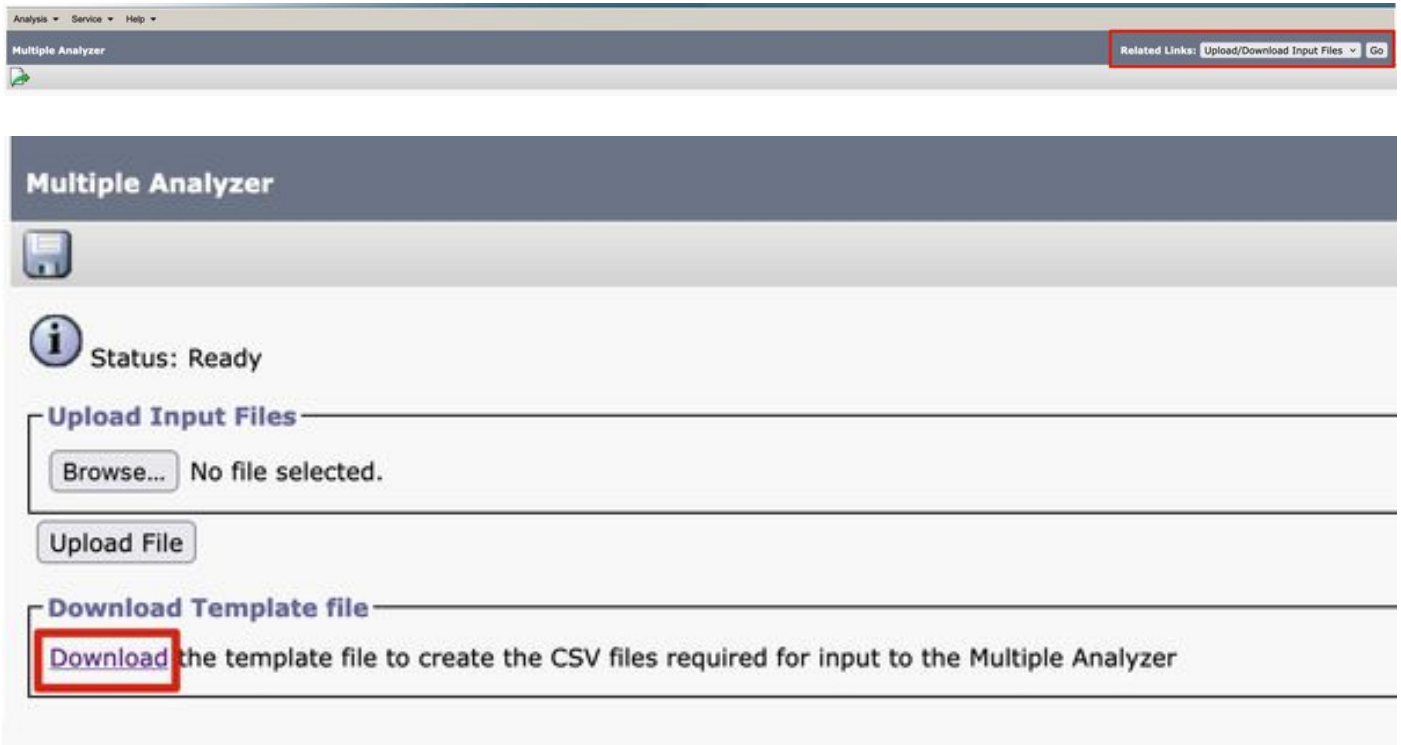 Analysis Service Help
Multiple Analyzer Related Links: Upload/Download Input Files Go
Multiple Analyzer
Status: Ready
Upload Input Files
Browse... No file selected.
Upload File
Download Template file
Download the template file to create the CSV files required for input to the Multiple Analyzer